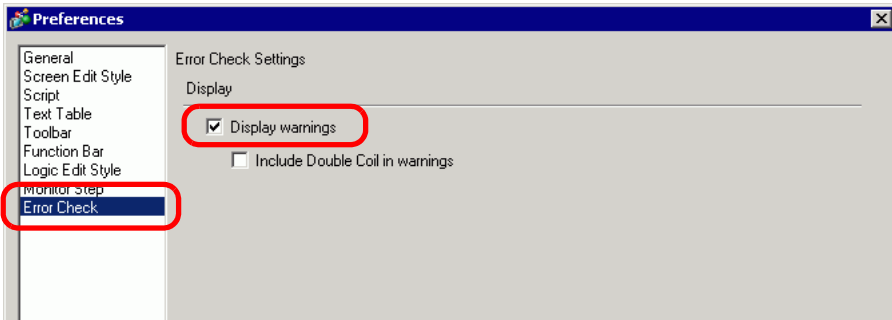 Preferences
General
Screen Edit Style
Script
Text Table
Toolbar
Function Bar
Logic Edit Style
Monitor Step
Error Check
Error Check Settings
Display
Display warnings
Include Double Coil in warnings